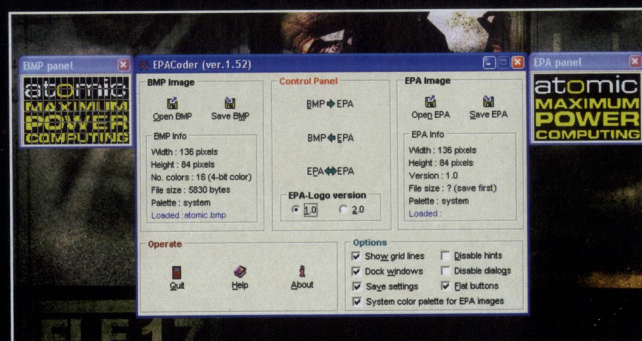 BMP panel
atomic
MAXIMUM
POWER
COMPUTING
EPACoder (ver.1.52)
BMP Image
Open BMP
Save BMP
BMP Info
Width : 136 pixels
Height : 84 pixels
No. colors : 16 (4-bit color)
File size : 5830 bytes
Palette : system
Loaded : atomic.bmp
Control Panel
BMP EPA
BMP EPA
EPA EPA
EPA-Logo version
1.0
2.0
EPA Image
Open EPA
Save EPA
EPA Info
Width : 136 pixels
Height : 84 pixels
Version : 1.0
File size : ? (save first)
Palette : system
Loaded :
Operate
Quit
Help
About
Options
Show grid lines
Disable hints
Dock windows
Disable dialogs
Save settings
Flat buttons
System color palette for EPA images
EPA panel
atomic
MAXIMUM
POWER
COMPUTING